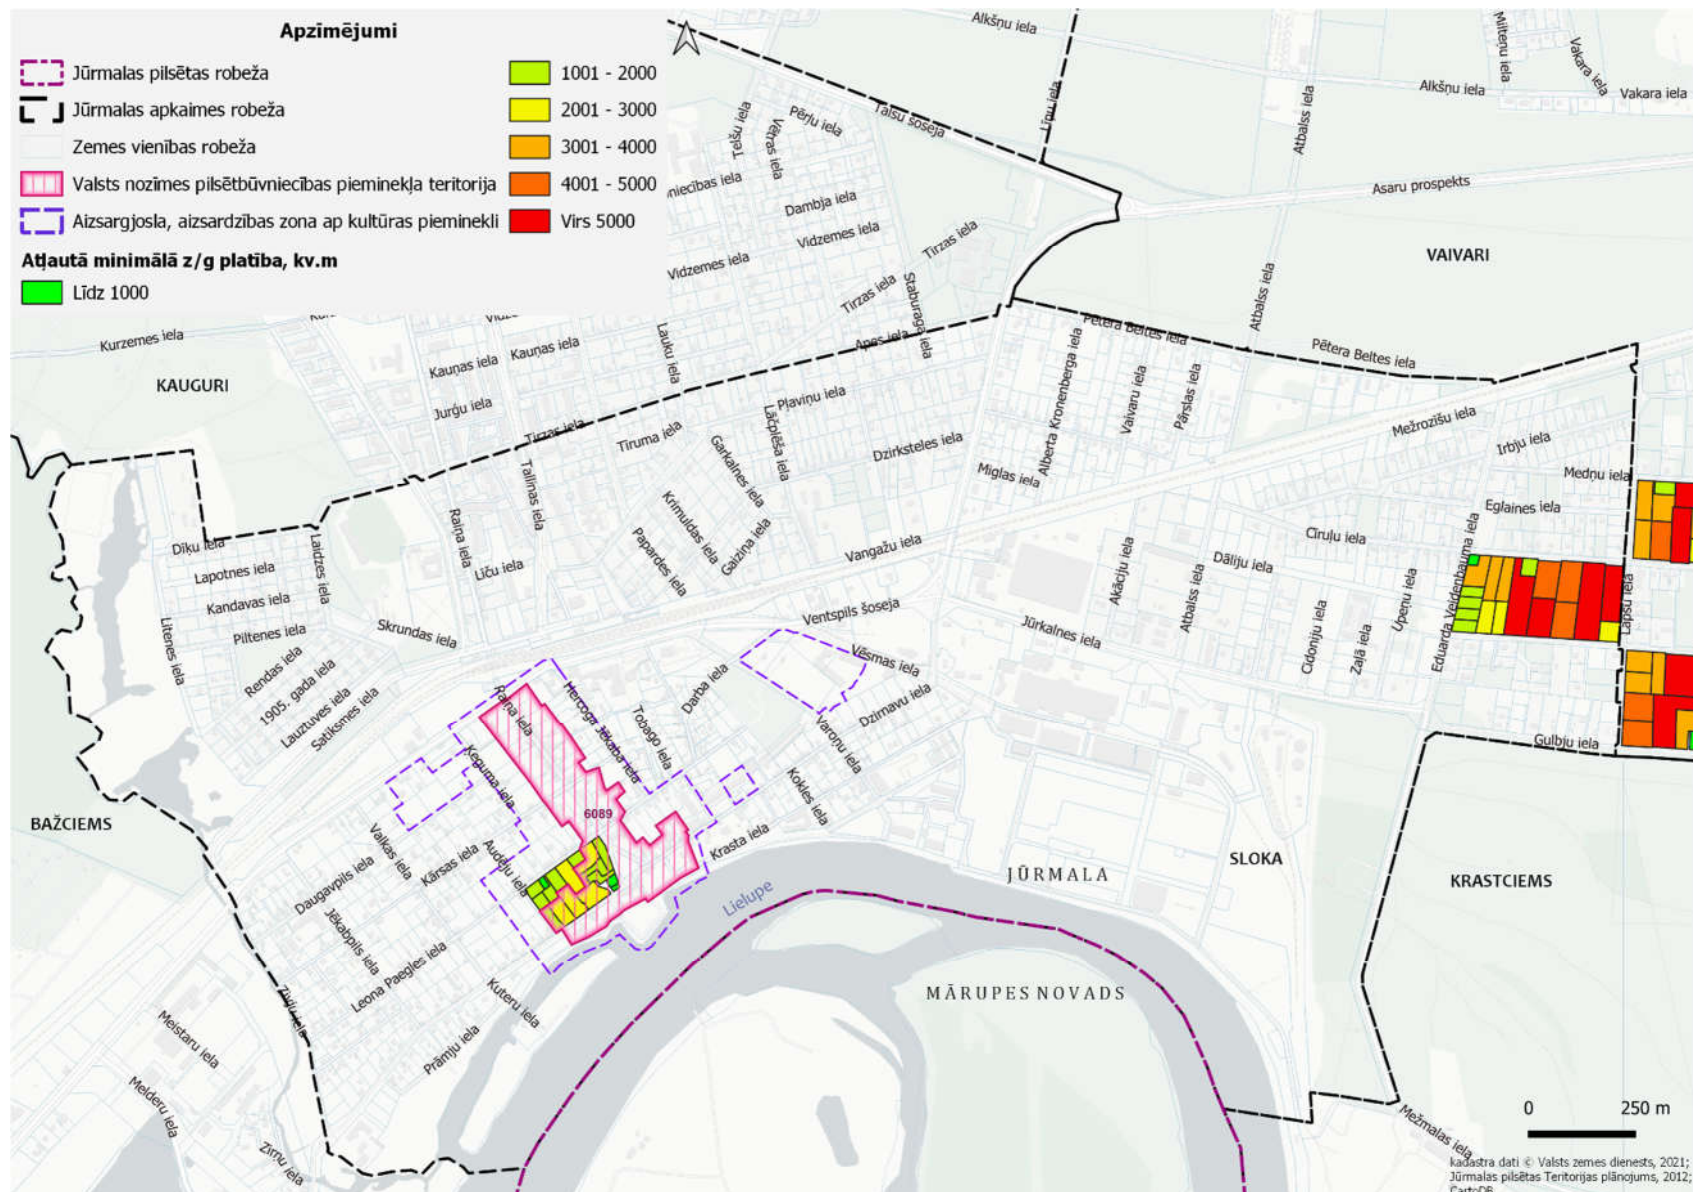 Apzīmējumi
Jūrmalas pilsētas robeža
Jūrmalas apkaimes robeža
Zemes vienības robeža
Valsts nozīmes pilsētbūvniecības pieminekļa teritorija
Aizsargjosla, aizsardzības zona ap kultūras pieminekli
Atļautā minimālā z/g platība, kv.m
Līdz 1000
1001 - 2000
2001 - 3000
3001 - 4000
4001 - 5000
Virs 5000
Alkšņu iela
Milteņu iela
Vakara iela
Alkšņu iela
Vakara iela
Līņu iela
Talsu šoseja
Atbalss iela
Telšu iela
Vētras iela
Pērļu iela
Asaru prospekts
niecības iela
Dambja iela
Vidzemes iela
Tirzas iela
Vidzemes iela
VAIVARI
Tirzas iela
Staburaga iela
Atbalss iela
Kurzemes iela
Kauņas iela
Kauņas iela
Lauku iela
Apes iela
Pētera Beltes iela
Pētera Beltes iela
KAUGURI
Jurģu iela
Pļaviņu iela
Alberta Kronenberga iela
Vaivaru iela
Pārslas iela
Tirzas iela
Tīruma iela
Lāčplēša iela
Garkalnes iela
Dzirksteles iela
Mežrozīšu iela
Irbju iela
Miglas iela
Medņu iela
Tallinas iela
Raiņa iela
Krimuldas iela
Gaiziņa iela
Papardes iela
Eglaines iela
Dīķu iela
Laidzes iela
Līču iela
Vangažu iela
Cīruļu iela
Lapotnes iela
Dāliju iela
Akāciju iela
Eduarda Veidenbauma iela
Kandavas iela
Ventspils šoseja
Atbalss iela
Upeņu iela
Lapsu iela
Litenes iela
Piltenes iela
Skrundas iela
Jūrkalnes iela
Cidoniju iela
Zaļā iela
Rendas iela
1905. gada iela
Vēsmas iela
Lauztuves iela
Satiksmes iela
Raiņa iela
Hercoga Jēkaba iela
Darba iela
Dzirnavu iela
Tobago iela
Varoņu iela
Gulbju iela
Ķeguma iela
Kokles iela
6089
BAŽCIEMS
Valkas iela
Kārsas iela
Audēju iela
Krasta iela
Daugavpils iela
Lielupe
JŪRMALA
SLOKA
KRASTCIEMS
Jēkabpils iela
Leona Paegles iela
MĀRUPES NOVADS
Zivju iela
Kuteru iela
Meistaru iela
Prāmju iela
Melderu iela
Zirņu iela
Mežmalas iela
0 250 m
kadastra dati © Valsts zemes dienests, 2021;
Jūrmalas pilsētas Teritorijas plānojums, 2012;
CartoDB